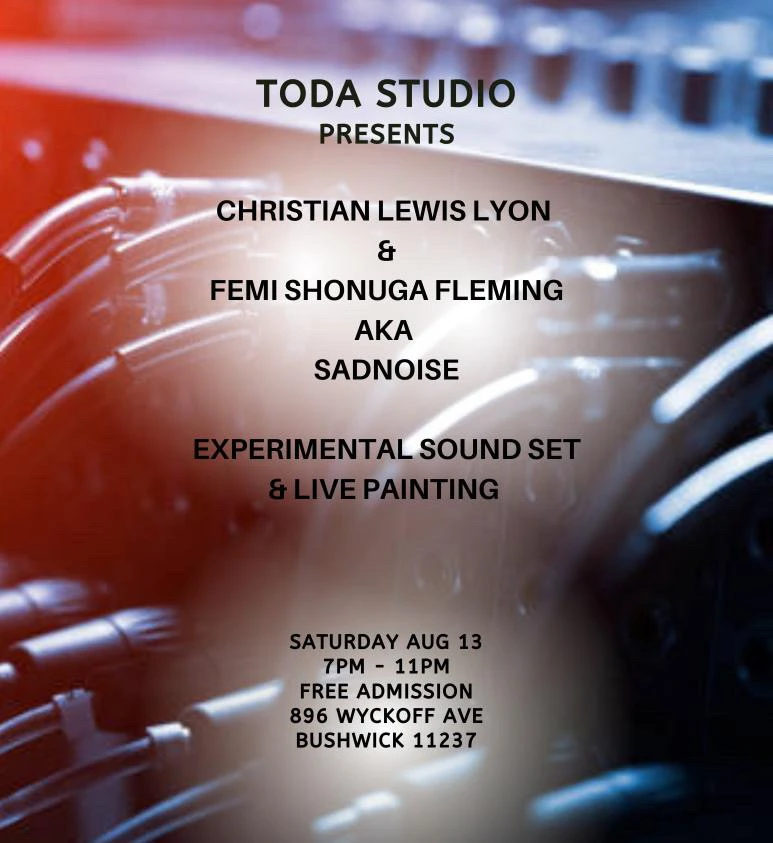 TODA STUDIO
PRESENTS
CHRISTIAN LEWIS LYON
&
FEMI SHONUGA FLEMING
AKA
SADNOISE
EXPERIMENTAL SOUND SET
& LIVE PAINTING
SATURDAY AUG 13
7PM - 11PM
FREE ADMISSION
896 WYCKOFF AVE
BUSHWICK 11237